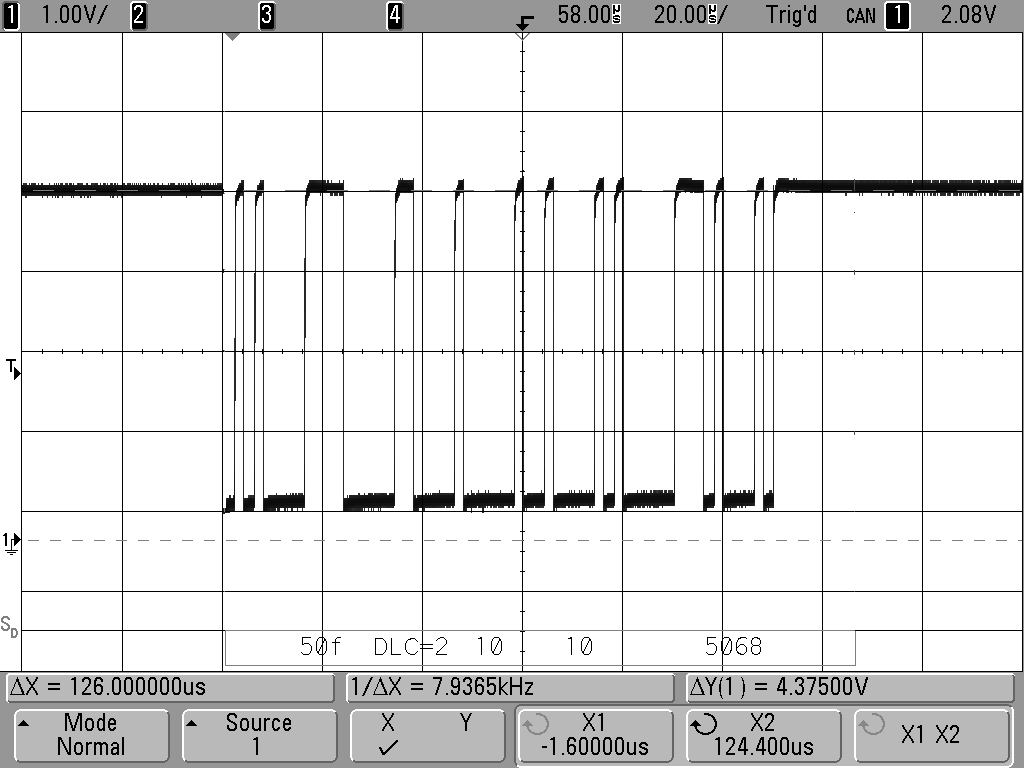 1 1.00V/ 2 3 4 58.00us 20.00us/ Trig'd CAN 1 2.08V
T
1
SD
50f DLC=2 10 10 5068
ΔX = 126.000000us 1/ΔX = 7.9365kHz ΔY(1) = 4.37500V
Mode Source X Y X1 X2 X1 X2
Normal 1 ✓ -1.60000us 124.400us